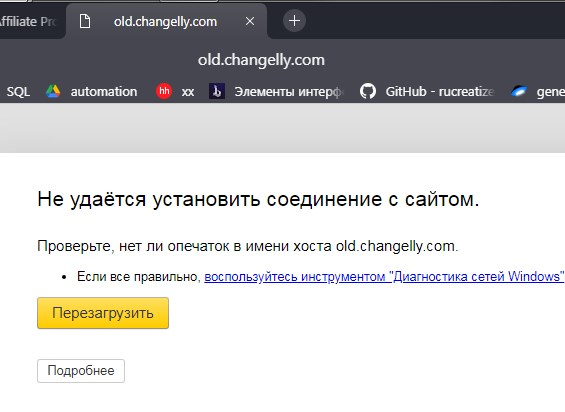 Affiliate Pr
old.changelly.com
old.changelly.com
SQL automation hh xx Элементы интерф GitHub - rucreatize gene
Не удаётся установить соединение с сайтом.
Проверьте, нет ли опечаток в имени хоста old.changelly.com.
• Если все правильно, воспользуйтесь инструментом "Диагностика сетей Windows"
Перезагрузить
Подробнее